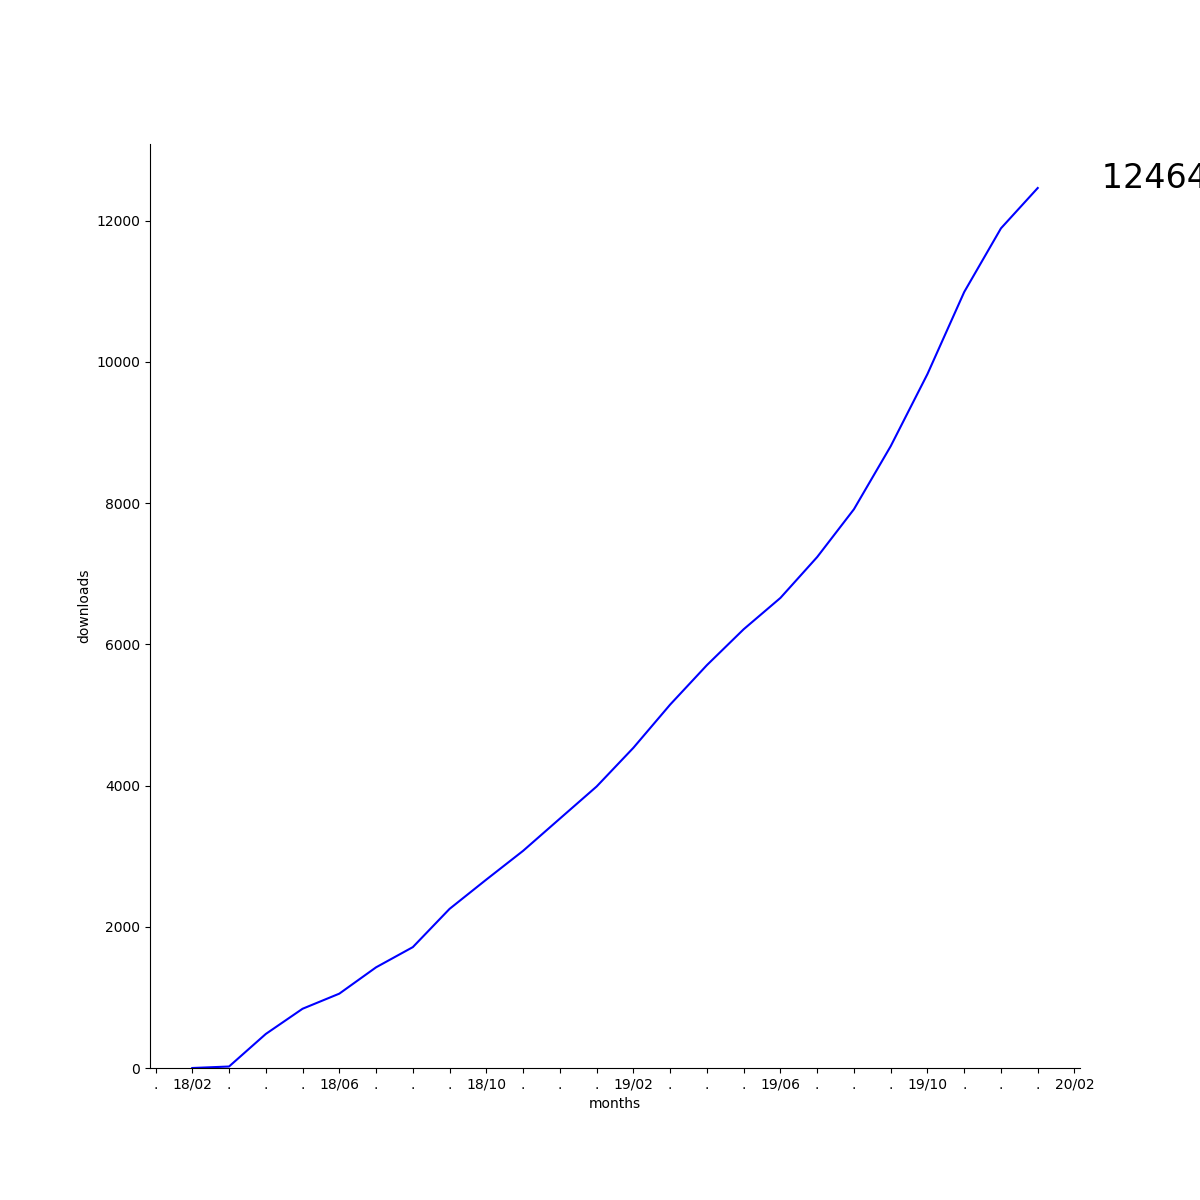 12464
12000
10000
8000
6000
4000
2000
0
downloads
. 18/02 . . . 18/06 . . . 18/10 . . . 19/02 . . . 19/06 . . . 19/10 . . . 20/02
months